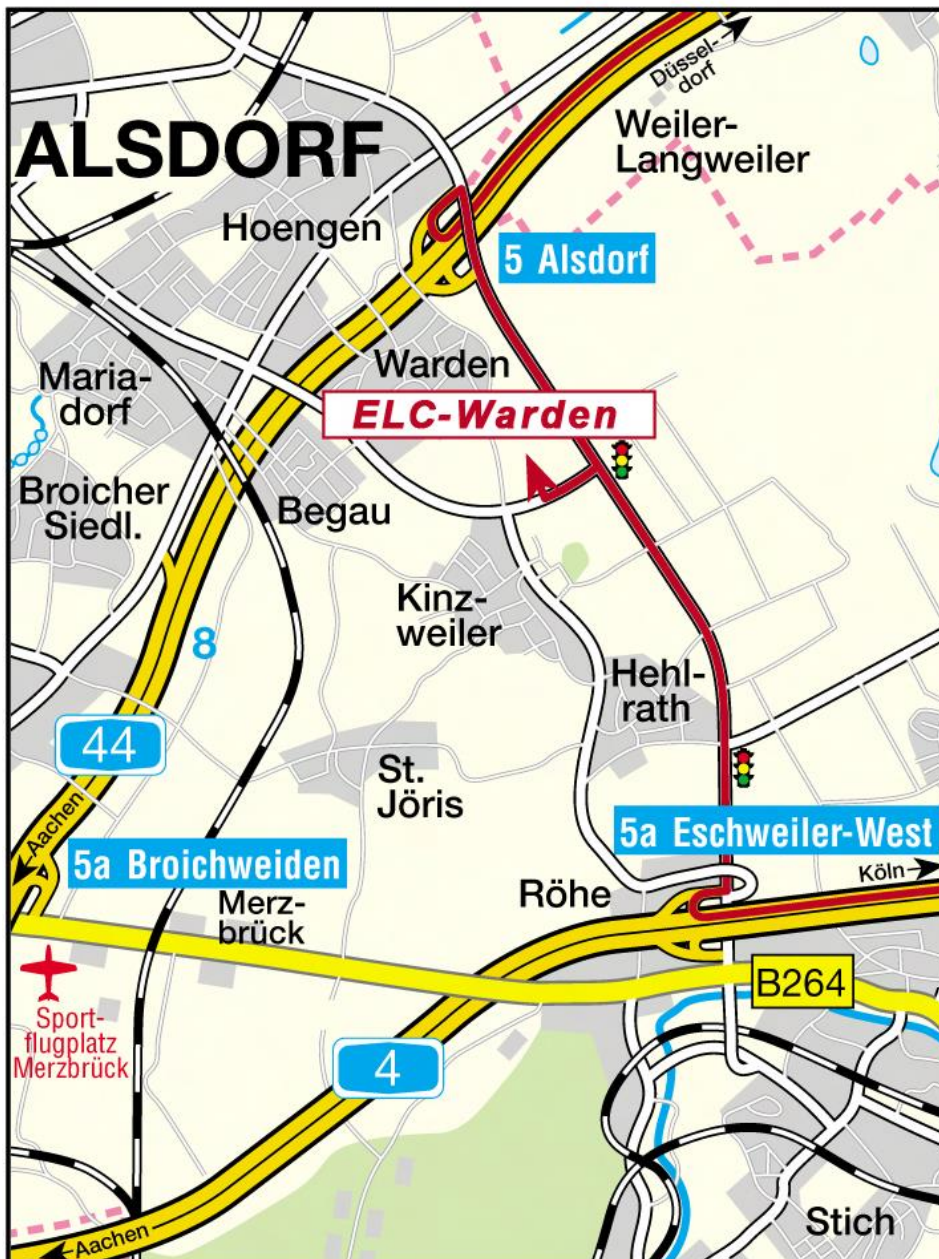 Düssel-
dorf
Weiler-
Langweiler
ALSDORF
Hoengen
5 Alsdorf
Warden
Maria-
dorf
ELC-Warden
Broicher
Siedl.
Begau
Kinz-
weiler
8
Hehl-
rath
44
St.
Jöris
Aachen
5a Broichweiden
5a Eschweiler-West
Köln
Röhe
Merz-
brück
B264
Sport-
flugplatz
Merzbrück
4
Stich
Aachen